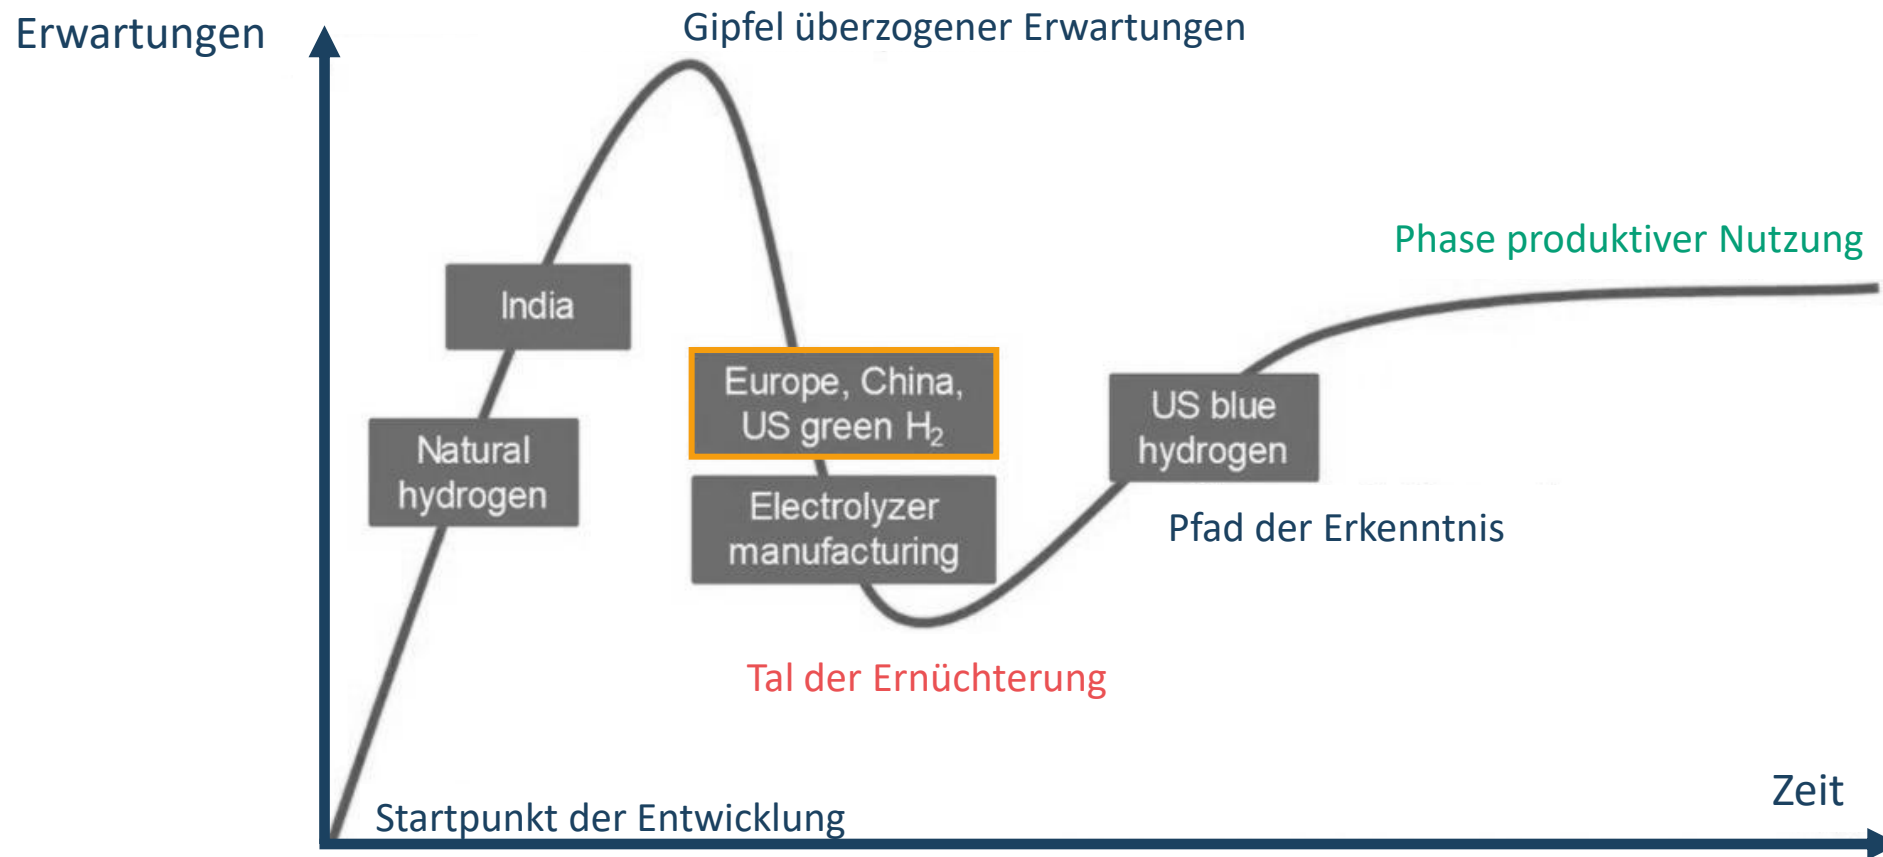 Erwartungen
Gipfel überzogener Erwartungen
Phase produktiver Nutzung
India
Europe, China,
US green H₂
US blue
hydrogen
Natural
hydrogen
Electrolyzer
manufacturing
Pfad der Erkenntnis
Tal der Ernüchterung
Zeit
Startpunkt der Entwicklung